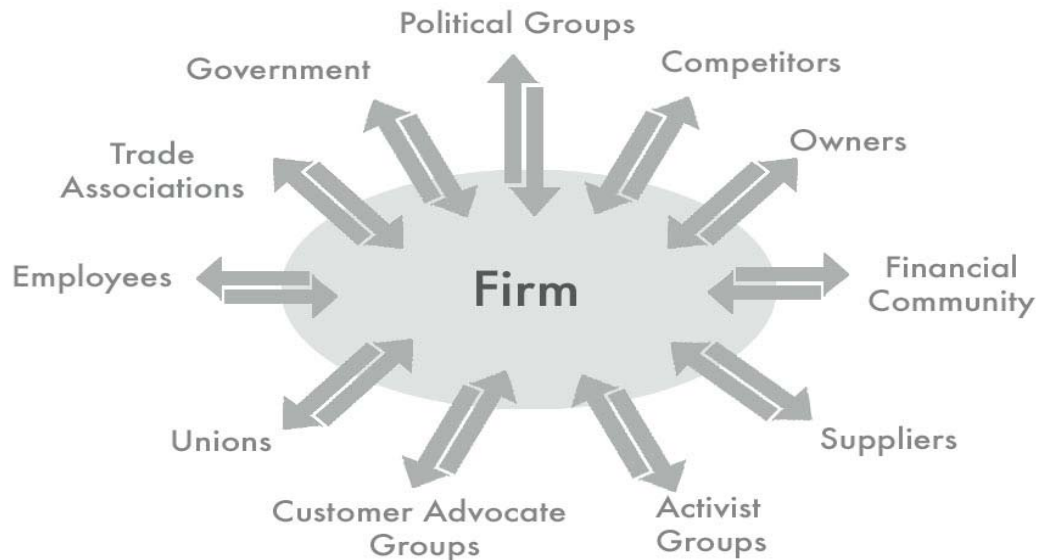 Political Groups
Government
Competitors
Trade
Associations
Owners
Employees
Firm
Financial
Community
Unions
Suppliers
Customer Advocate
Groups
Activist
Groups